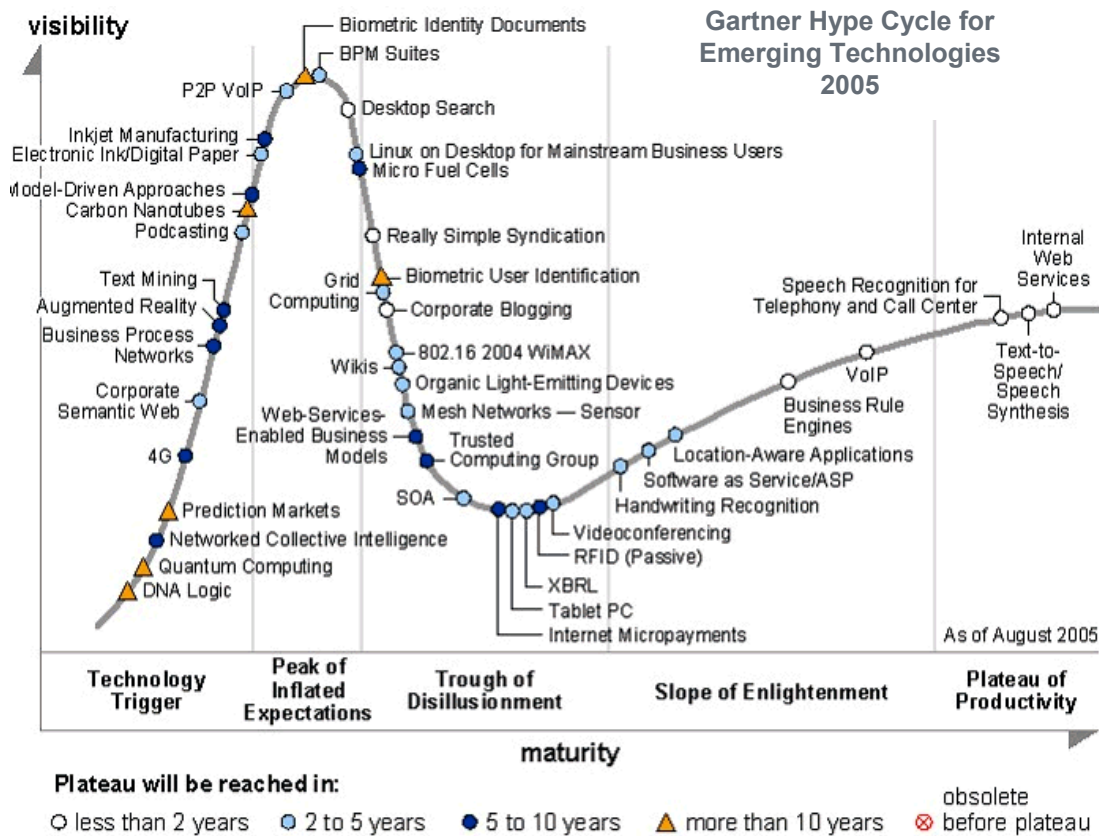 visibility
Gartner Hype Cycle for
Emerging Technologies
2005
Biometric Identity Documents
BPM Suites
P2P VoIP
Desktop Search
Inkjet Manufacturing
Electronic Ink/Digital Paper
Linux on Desktop for Mainstream Business Users
Micro Fuel Cells
Model-Driven Approaches
Carbon Nanotubes
Podcasting
Really Simple Syndication
Text Mining
Augmented Reality
Business Process
Networks
Grid
Computing
Biometric User Identification
Corporate Blogging
Corporate
Semantic Web
802.16 2004 WiMAX
Wikis
Organic Light-Emitting Devices
Mesh Networks — Sensor
Web-Services-
Enabled Business
Models
Trusted
Computing Group
4G
SOA
Prediction Markets
Networked Collective Intelligence
Quantum Computing
DNA Logic
Videoconferencing
RFID (Passive)
XBRL
Tablet PC
Internet Micropayments
Handwriting Recognition
Software as Service/ASP
Location-Aware Applications
Business Rule
Engines
VoIP
Speech Recognition for
Telephony and Call Center
Internal
Web
Services
Text-to-
Speech/
Speech
Synthesis
As of August 2005
Technology
Trigger
Peak of
Inflated
Expectations
Trough of
Disillusionment
Slope of Enlightenment
Plateau of
Productivity
maturity
Plateau will be reached in:
less than 2 years
2 to 5 years
5 to 10 years
more than 10 years
obsolete
before plateau